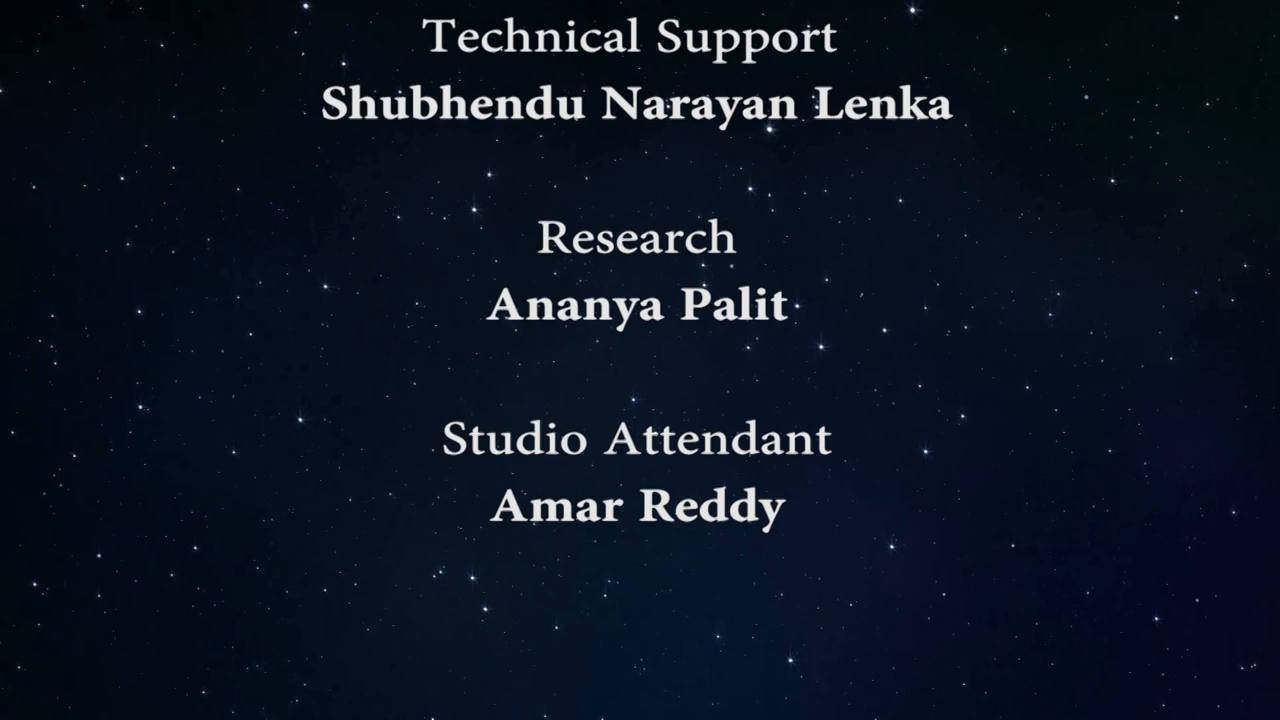 Technical Support
Shubhendu Narayan Lenka
Research
Ananya Palit
Studio Attendant
Amar Reddy